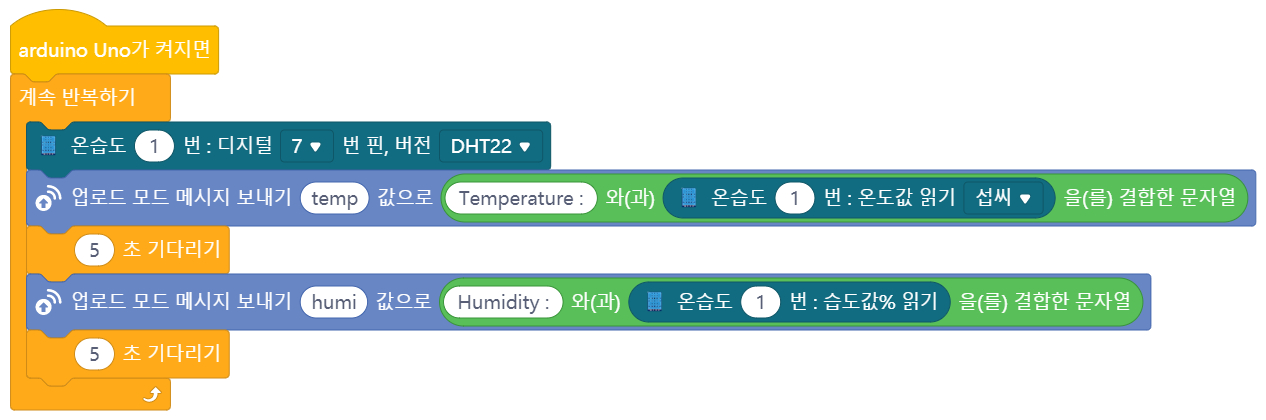 arduino Uno가 켜지면
계속 반복하기
온습도 1 번 : 디지털 7 번 핀, 버전 DHT22
업로드 모드 메시지 보내기 temp 값으로 Temperature : 와(과) 온습도 1 번 : 온도값 읽기 섭씨 을(를) 결합한 문자열
5 초 기다리기
업로드 모드 메시지 보내기 humi 값으로 Humidity : 와(과) 온습도 1 번 : 습도값% 읽기 을(를) 결합한 문자열
5 초 기다리기